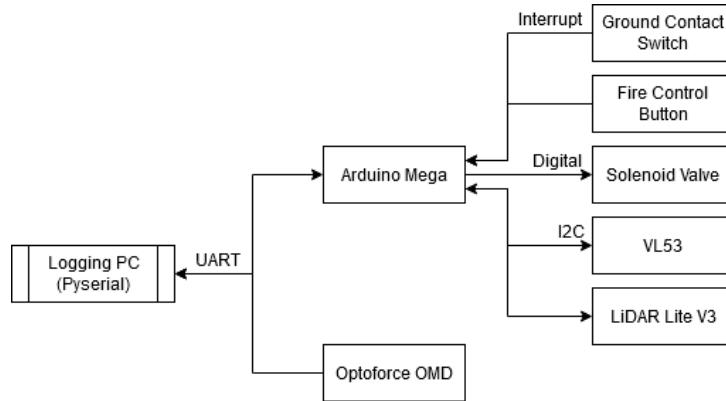 Interrupt
Ground Contact
Switch
Fire Control
Button
Arduino Mega
Digital
Solenoid Valve
I2C
VL53
UART
Logging PC
(Pyserial)
LiDAR Lite V3
Optoforce OMD